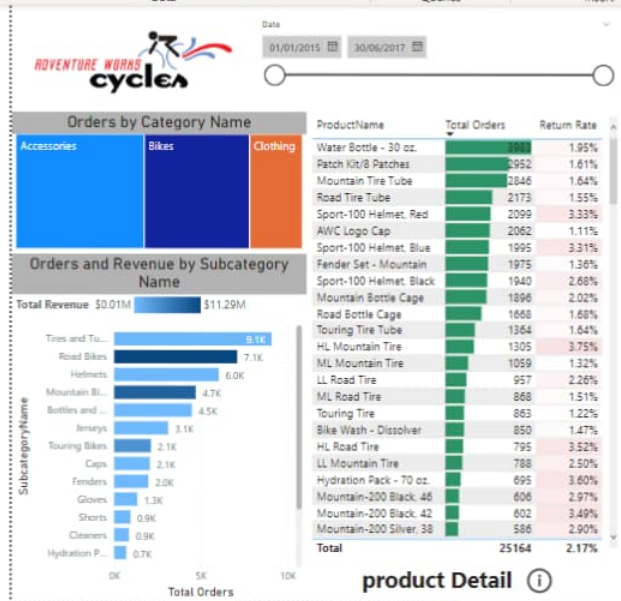 Date
01/01/2015 30/06/2017
ADVENTURE WORKS
cycles
Orders by Category Name
Accessories Bikes Clothing
Orders and Revenue by Subcategory
Name
Total Revenue $0.01M $11.29M
SubcategoryName
Tires and Tu... 9.1K
Road Bikes 7.1K
Helmets 6.0K
Mountain Bi... 4.7K
Bottles and ... 4.5K
Jerseys 3.1K
Touring Bikes 2.1K
Caps 2.1K
Fenders 2.0K
Gloves 1.3K
Shorts 0.9K
Cleaners 0.9K
Hydration P... 0.7K
0K 5K 10K
Total Orders
ProductName Total Orders Return Rate
Water Bottle - 30 oz. 3983 1.95%
Patch Kit/8 Patches 2952 1.61%
Mountain Tire Tube 2846 1.64%
Road Tire Tube 2173 1.55%
Sport-100 Helmet, Red 2099 3.33%
AWC Logo Cap 2062 1.11%
Sport-100 Helmet, Blue 1995 3.31%
Fender Set - Mountain 1975 1.36%
Sport-100 Helmet, Black 1940 2.68%
Mountain Bottle Cage 1896 2.02%
Road Bottle Cage 1668 1.68%
Touring Tire Tube 1364 1.64%
HL Mountain Tire 1305 3.75%
ML Mountain Tire 1059 1.32%
LL Road Tire 957 2.26%
ML Road Tire 868 1.51%
Touring Tire 863 1.22%
Bike Wash - Dissolver 850 1.47%
HL Road Tire 795 3.52%
LL Mountain Tire 788 2.50%
Hydration Pack - 70 oz. 695 3.60%
Mountain-200 Black, 46 606 2.97%
Mountain-200 Black, 42 602 3.49%
Mountain-200 Silver, 38 586 2.90%
Total 25164 2.17%
product Detail